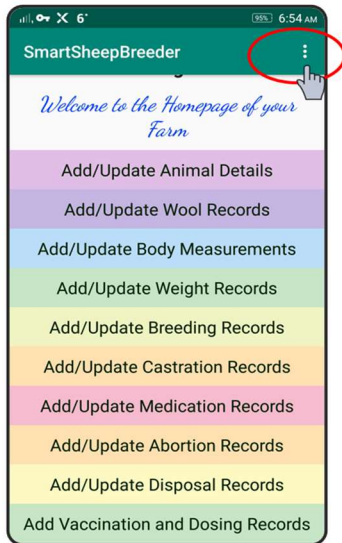 6°
95% 6:54 AM
SmartSheepBreeder
Welcome to the Homepage of your
Farm
Add/Update Animal Details
Add/Update Wool Records
Add/Update Body Measurements
Add/Update Weight Records
Add/Update Breeding Records
Add/Update Castration Records
Add/Update Medication Records
Add/Update Abortion Records
Add/Update Disposal Records
Add Vaccination and Dosing Records